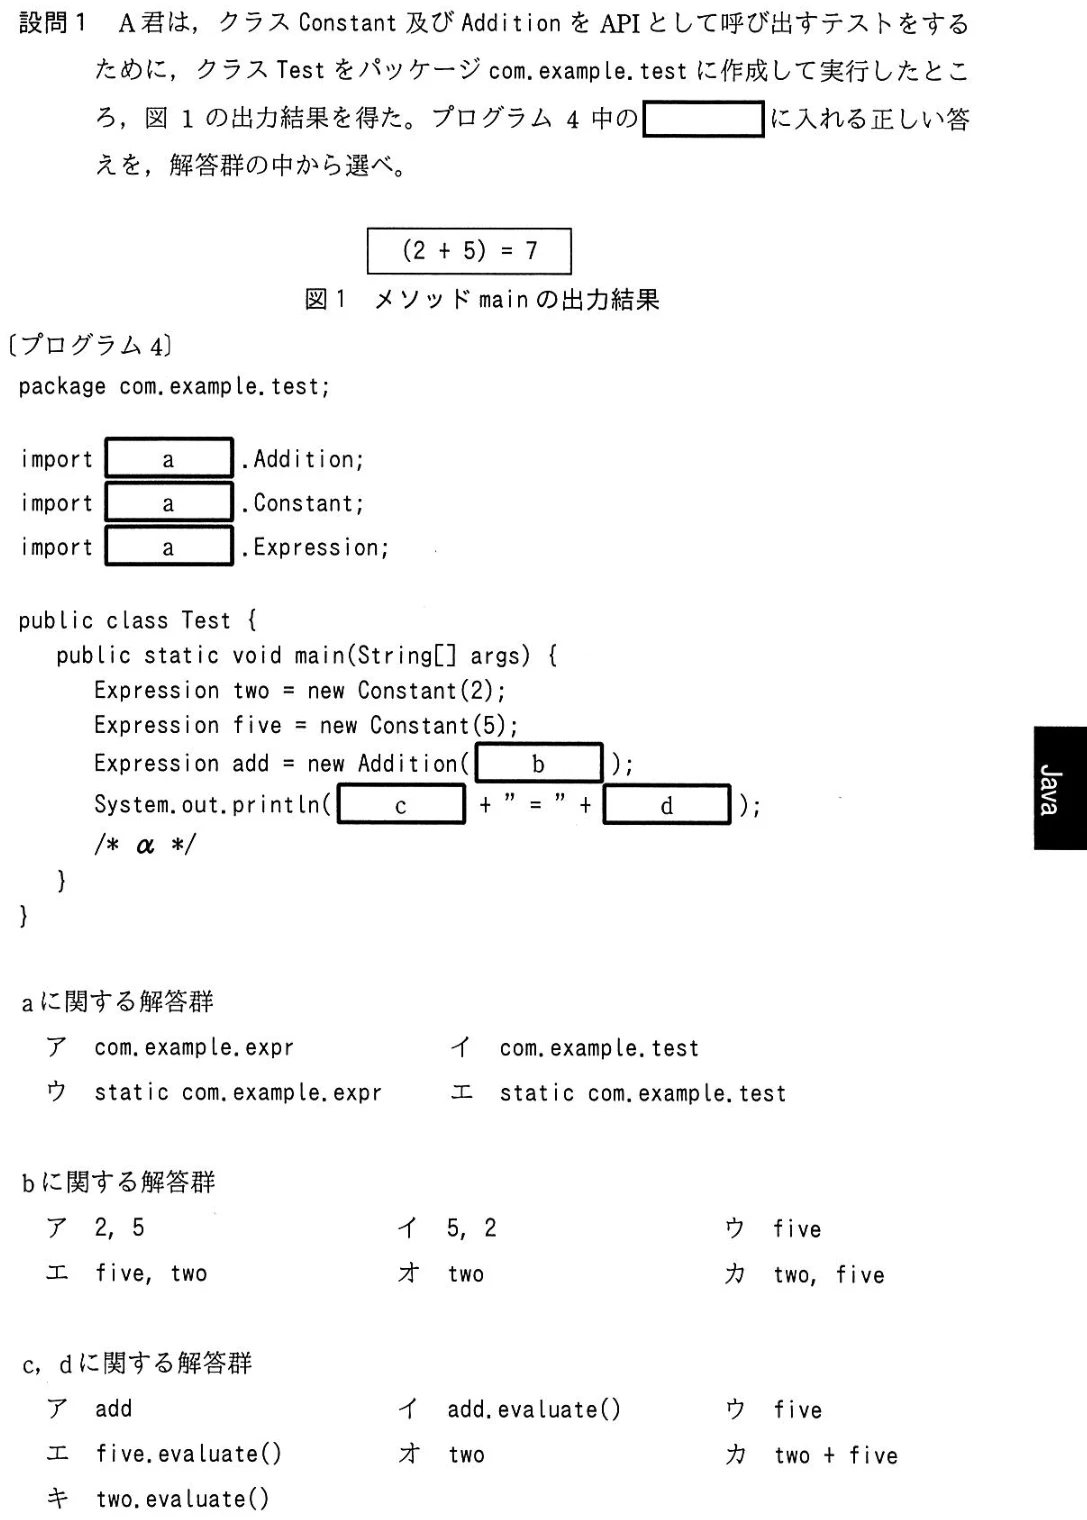 設問1 A君は，クラス Constant 及び Addition を API として呼び出すテストをする
ために，クラス Test をパッケージ com.example.test に作成して実行したとこ
ろ，図 1 の出力結果を得た。プログラム 4 中の に入れる正しい答
えを，解答群の中から選べ。
(2 + 5) = 7
図1 メソッド main の出力結果
〔プログラム 4〕
package com.example.test;
import a .Addition;
import a .Constant;
import a .Expression;
public class Test {
public static void main(String[] args) {
Expression two = new Constant(2);
Expression five = new Constant(5);
Expression add = new Addition( b );
System.out.println( c + ” = ” + d );
/* α */
}
}
Java
a に関する解答群
ア com.example.expr イ com.example.test
ウ static com.example.expr エ static com.example.test
b に関する解答群
ア 2, 5 イ 5, 2 ウ five
エ five, two オ two カ two, five
c，d に関する解答群
ア add イ add.evaluate() ウ five
エ five.evaluate() オ two カ two + five
キ two.evaluate()